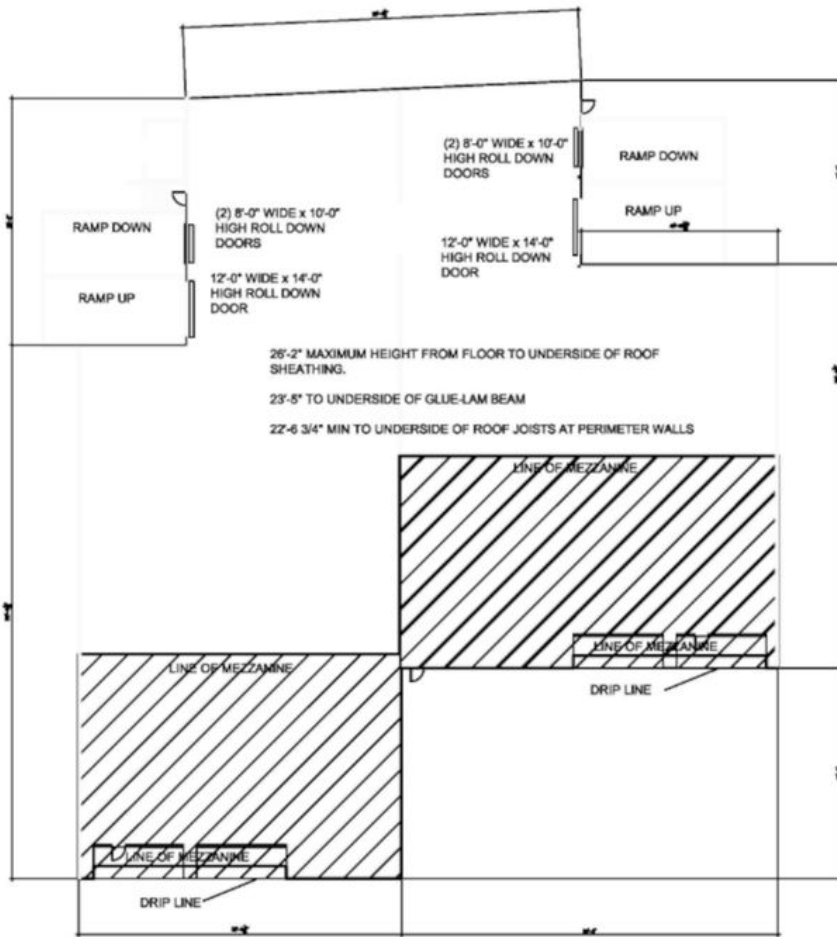 (2) 8'-0" WIDE x 10'-0"
HIGH ROLL DOWN
DOORS
RAMP DOWN
RAMP UP
12'-0" WIDE x 14'-0"
HIGH ROLL DOWN
DOOR
RAMP DOWN
(2) 8'-0" WIDE x 10'-0"
HIGH ROLL DOWN
DOORS
12'-0" WIDE x 14'-0"
HIGH ROLL DOWN
DOOR
RAMP UP
26'-2" MAXIMUM HEIGHT FROM FLOOR TO UNDERSIDE OF ROOF
SHEATHING.
23'-5" TO UNDERSIDE OF GLUE-LAM BEAM
22'-6 3/4" MIN TO UNDERSIDE OF ROOF JOISTS AT PERIMETER WALLS
LINE OF MEZZANINE
LINE OF MEZZANINE
DRIP LINE
LINE OF MEZZANINE
LINE OF MEZZANINE
DRIP LINE